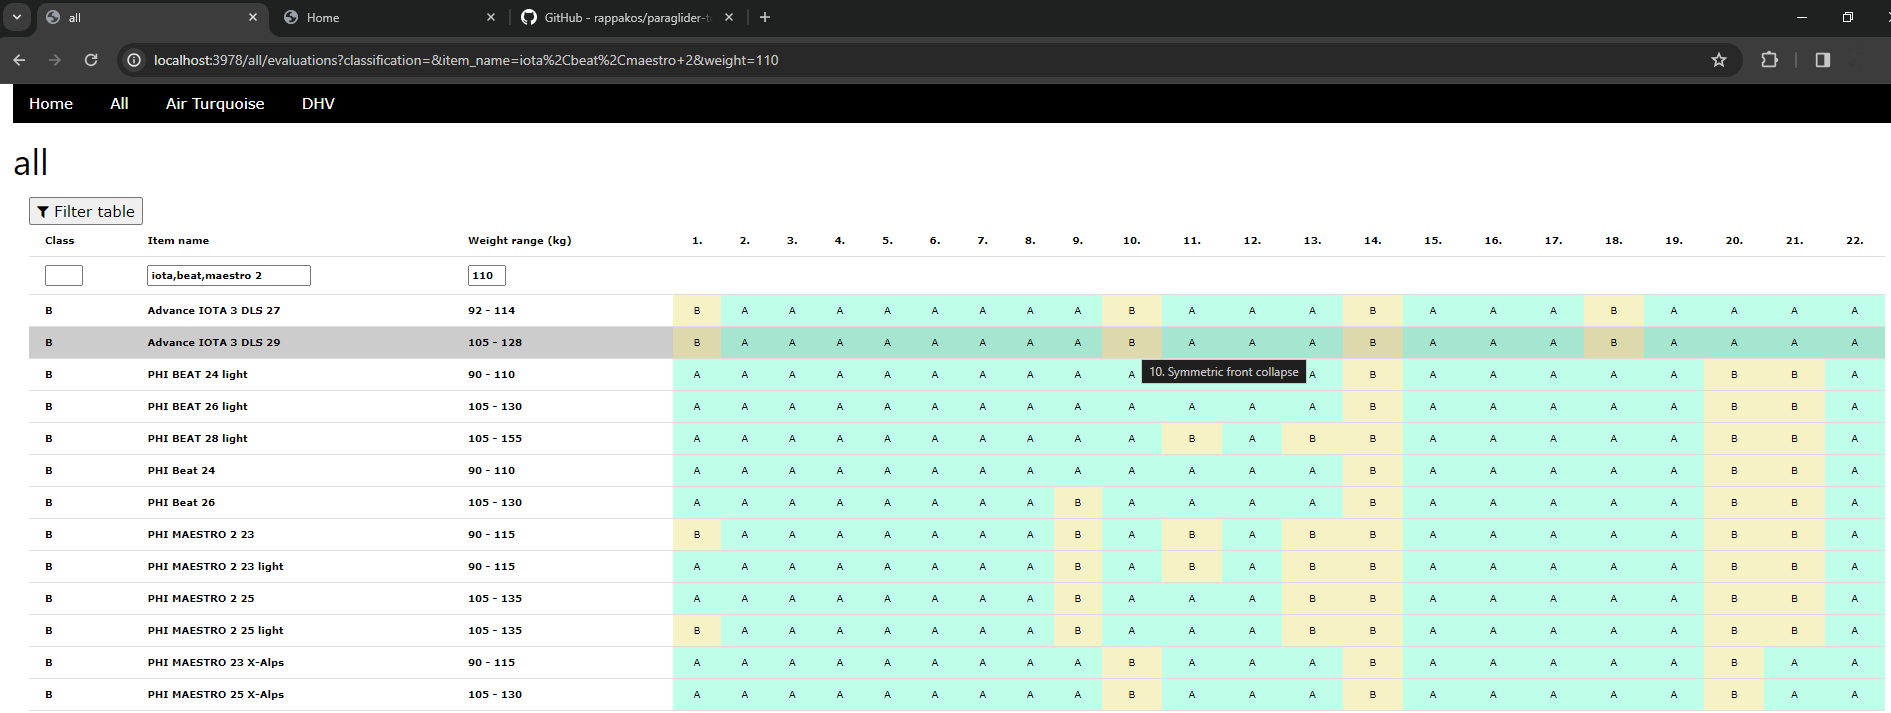 all
Home
GitHub - rappakos/paraglider-t
localhost:3978/all/evaluations?classification=&item_name=iota%2Cbeat%2Cmaestro+2&weight=110
Home All Air Turquoise DHV
all
Filter table
Class Item name Weight range (kg) 1. 2. 3. 4. 5. 6. 7. 8. 9. 10. 11. 12. 13. 14. 15. 16. 17. 18. 19. 20. 21. 22.
iota,beat,maestro 2 110
B Advance IOTA 3 DLS 27 92 - 114 B A A A A A A A A B A A A B A A A B A A A A
B Advance IOTA 3 DLS 29 105 - 128 B A A A A A A A A B A A A B A A A B A A A A
10. Symmetric front collapse
B PHI BEAT 24 light 90 - 110 A A A A A A A A A A A B A A A A A B B A
B PHI BEAT 26 light 105 - 130 A A A A A A A A A A A A A B A A A A A B B A
B PHI BEAT 28 light 105 - 155 A A A A A A A A A A B A B B A A A A A B B A
B PHI Beat 24 90 - 110 A A A A A A A A A A A A A B A A A A A B B A
B PHI Beat 26 105 - 130 A A A A A A A A B A A A A B A A A A A B B A
B PHI MAESTRO 2 23 90 - 115 B A A A A A A A B A B A B B A A A A A B B A
B PHI MAESTRO 2 23 light 90 - 115 A A A A A A A A B A B A B B A A A A A B B A
B PHI MAESTRO 2 25 105 - 135 A A A A A A A A B A A A B B A A A A A B B A
B PHI MAESTRO 2 25 light 105 - 135 B A A A A A A A B A A A B B A A A A A B B A
B PHI MAESTRO 23 X-Alps 90 - 115 A A A A A A A A A B A A A B A A A A A B A A
B PHI MAESTRO 25 X-Alps 105 - 130 A A A A A A A A A B A A A B A A A A A B A A